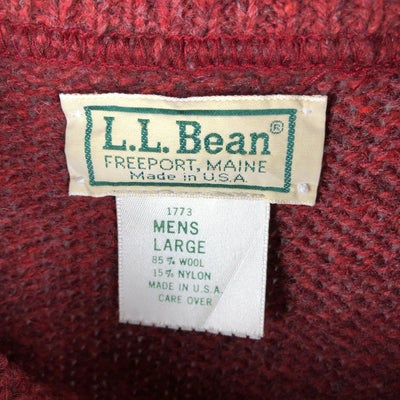 L.L.Bean®
FREEPORT, MAINE
Made in U.S.A.
1773
MENS
LARGE
85% WOOL
15% NYLON
MADE IN U.S.A.
CARE OVER